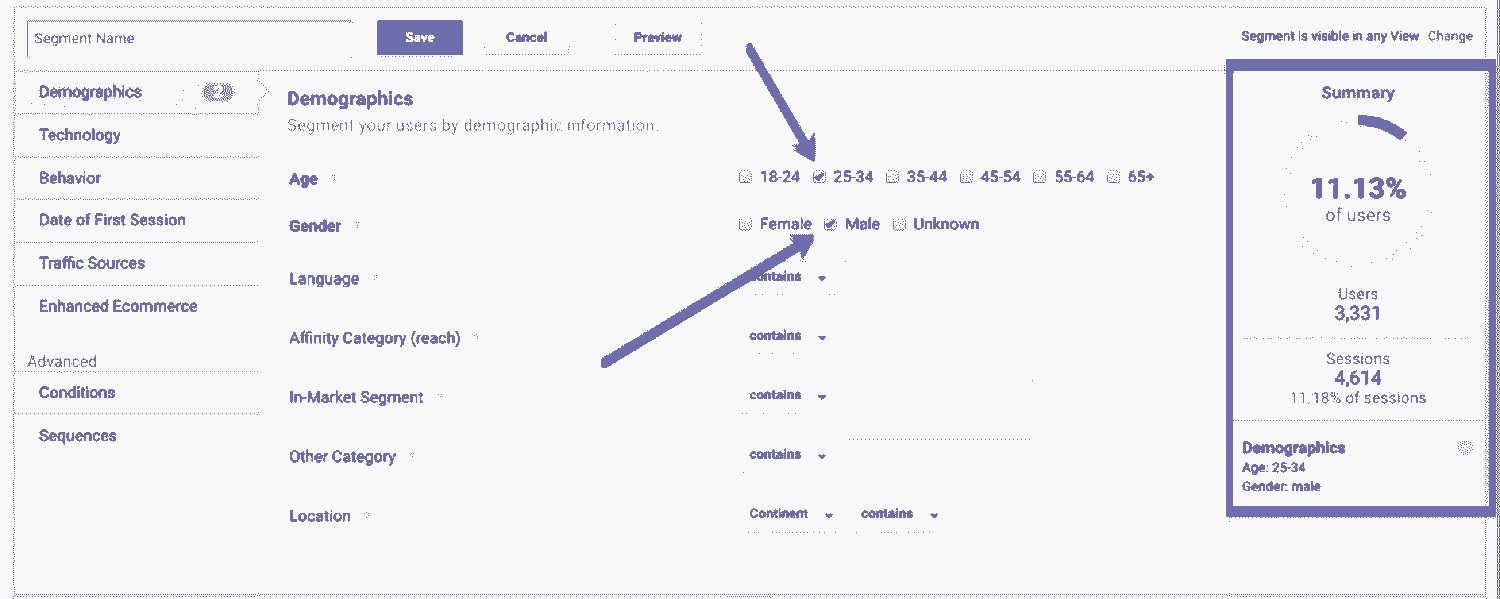 Segment Name
Save
Cancel
Preview
Segment is visible in any View Change
Demographics 2
Technology
Behavior
Date of First Session
Traffic Sources
Enhanced Ecommerce
Advanced
Conditions
Sequences
Demographics
Segment your users by demographic information.
Age ? 18-24 25-34 35-44 45-54 55-64 65+
Gender ? Female Male Unknown
Language ? contains
Affinity Category (reach) ? contains
In-Market Segment ? contains
Other Category ? contains
Location ? Continent contains
Summary
11.13%
of users
Users
3,331
Sessions
4,614
11.18% of sessions
Demographics
Age: 25-34
Gender: male